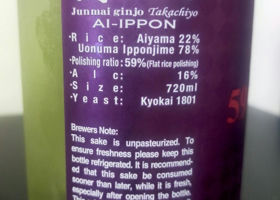 Junmai ginjo Takachiyo
AI-IPPON
・Rice: Aiyama 22%
Uonuma Ipponjime 78%
・Polishing ratio: 59%(Flat rice polishing)
・Alc: 16%
・Size: 720ml
・Yeast: Kyokai 1801
Brewers Note:
This sake is unpasteurized. To
ensure freshness please keep this
bottle refrigerated. It is recommend-
ed that this sake be consumed
sooner than later, while it is fresh,
especially after opening the bottle.